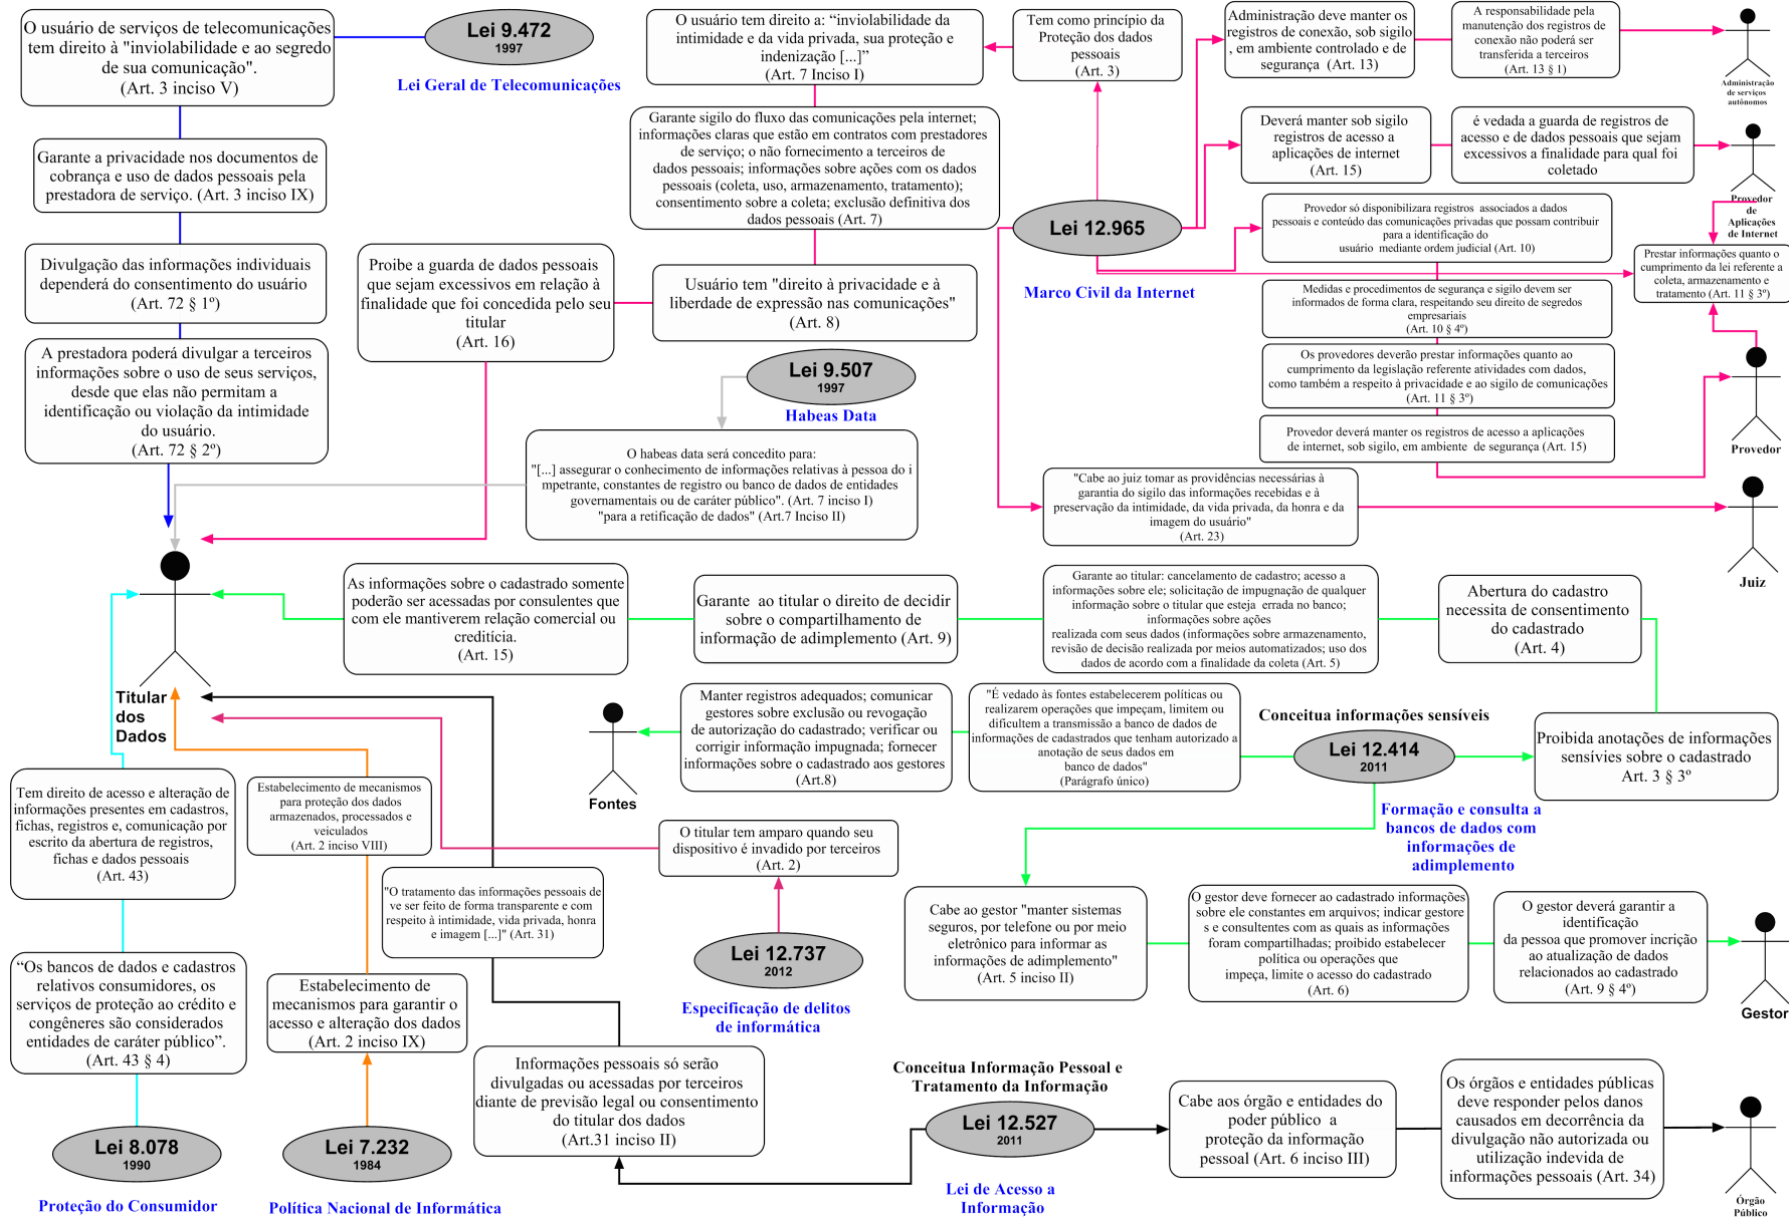 O usuário de serviços de telecomunicações
tem direito à "inviolabilidade e ao segredo
de sua comunicação".
(Art. 3 inciso V)
Lei 9.472
1997
Lei Geral de Telecomunicações
Garante a privacidade nos documentos de
cobrança e uso de dados pessoais pela
prestadora de serviço. (Art. 3 inciso IX)
Divulgação das informações individuais
dependerá do consentimento do usuário
(Art. 72 § 1º)
A prestadora poderá divulgar a terceiros
informações sobre o uso de seus serviços,
desde que elas não permitam a
identificação ou violação da intimidade
do usuário.
(Art. 72 § 2º)
O usuário tem direito a: “inviolabilidade da
intimidade e da vida privada, sua proteção e
indenização [...]”
(Art. 7 Inciso I)
Tem como princípio da
Proteção dos dados
pessoais
(Art. 3)
Administração deve manter os
registros de conexão, sob sigilo
, em ambiente controlado e de
segurança (Art. 13)
A responsabilidade pela
manutenção dos registros de
conexão não poderá ser
transferida a terceiros
(Art. 13 § 1)
Administração
de serviços
autônomos
Garante sigilo do fluxo das comunicações pela internet;
informações claras que estão em contratos com prestadores
de serviço; o não fornecimento a terceiros de
dados pessoais; informações sobre ações com os dados
pessoais (coleta, uso, armazenamento, tratamento);
consentimento sobre a coleta; exclusão definitiva dos
dados pessoais (Art. 7)
Deverá manter sob sigilo
registros de acesso a
aplicações de internet
(Art. 15)
é vedada a guarda de registros de
acesso e de dados pessoais que sejam
excessivos a finalidade para qual foi
coletado
Provedor
de
Aplicações
de Internet
Lei 12.965
Marco Civil da Internet
Provedor só disponibilizara registros associados a dados
pessoais e conteúdo das comunicações privadas que possam contribuir
para a identificação do
usuário mediante ordem judicial (Art. 10)
Prestar informações quanto o
cumprimento da lei referente a
coleta, armazenamento e
tratamento (Art. 11 § 3º)
Proibe a guarda de dados pessoais
que sejam excessivos em relação à
finalidade que foi concedida pelo seu
titular
(Art. 16)
Usuário tem "direito à privacidade e à
liberdade de expressão nas comunicações"
(Art. 8)
Medidas e procedimentos de segurança e sigilo devem ser
informados de forma clara, respeitando seu direito de segredos
empresariais
(Art. 10 § 4º)
Os provedores deverão prestar informações quanto ao
cumprimento da legislação referente atividades com dados,
como também a respeito à privacidade e ao sigilo de comunicações
(Art. 11 § 3º)
Provedor deverá manter os registros de acesso a aplicações
de internet, sob sigilo, em ambiente de segurança (Art. 15)
Provedor
Lei 9.507
1997
Habeas Data
O habeas data será concedito para:
"[...] assegurar o conhecimento de informações relativas à pessoa do i
mpetrante, constantes de registro ou banco de dados de entidades
governamentais ou de caráter público". (Art. 7 inciso I)
"para a retificação de dados" (Art.7 Inciso II)
"Cabe ao juiz tomar as providências necessárias à
garantia do sigilo das informações recebidas e à
preservação da intimidade, da vida privada, da honra e da
imagem do usuário"
(Art. 23)
Juiz
As informações sobre o cadastrado somente
poderão ser acessadas por consulentes que
com ele mantiverem relação comercial ou
creditícia.
(Art. 15)
Garante ao titular o direito de decidir
sobre o compartilhamento de
informação de adimplemento (Art. 9)
Garante ao titular: cancelamento de cadastro; acesso a
informações sobre ele; solicitação de impugnação de qualquer
informação sobre o titular que esteja errada no banco;
informações sobre ações
realizada com seus dados (informações sobre armazenamento,
revisão de decisão realizada por meios automatizados; uso dos
dados de acordo com a finalidade da coleta (Art. 5)
Abertura do cadastro
necessita de consentimento
do cadastrado
(Art. 4)
Titular
dos
Dados
Fontes
Manter registros adequados; comunicar
gestores sobre exclusão ou revogação
de autorização do cadastrado; verificar ou
corrigir informação impugnada; fornecer
informações sobre o cadastrado aos gestores
(Art.8)
"É vedado às fontes estabelecerem políticas ou
realizarem operações que impeçam, limitem ou
dificultem a transmissão a banco de dados de
informações de cadastrados que tenham autorizado a
anotação de seus dados em
banco de dados"
(Parágrafo único)
Conceitua informações sensíveis
Lei 12.414
2011
Formação e consulta a
bancos de dados com
informações de
adimplemento
Proibida anotações de informações
sensívies sobre o cadastrado
Art. 3 § 3º
Tem direito de acesso e alteração de
informações presentes em cadastros,
fichas, registros e, comunicação por
escrito da abertura de registros,
fichas e dados pessoais
(Art. 43)
Estabelecimento de mecanismos
para proteção dos dados
armazenados, processados e
veiculados
(Art. 2 inciso VIII)
O titular tem amparo quando seu
dispositivo é invadido por terceiros
(Art. 2)
"O tratamento das informações pessoais de
ve ser feito de forma transparente e com
respeito à intimidade, vida privada, honra
e imagem [...]" (Art. 31)
Lei 12.737
2012
Especificação de delitos
de informática
Cabe ao gestor "manter sistemas
seguros, por telefone ou por meio
eletrônico para informar as
informações de adimplemento"
(Art. 5 inciso II)
O gestor deve fornecer ao cadastrado informações
sobre ele constantes em arquivos; indicar gestore
s e consultentes com as quais as informações
foram compartilhadas; proibido estabelecer
política ou operações que
impeça, limite o acesso do cadastrado
(Art. 6)
O gestor deverá garantir a
identificação
da pessoa que promover incrição
ao atualização de dados
relacionados ao cadastrado
(Art. 9 § 4º)
Gestor
“Os bancos de dados e cadastros
relativos consumidores, os
serviços de proteção ao crédito e
congêneres são considerados
entidades de caráter público”.
(Art. 43 § 4)
Estabelecimento de
mecanismos para garantir o
acesso e alteração dos dados
(Art. 2 inciso IX)
Informações pessoais só serão
divulgadas ou acessadas por terceiros
diante de previsão legal ou consentimento
do titular dos dados
(Art.31 inciso II)
Conceitua Informação Pessoal e
Tratamento da Informação
Lei 12.527
2011
Lei de Acesso a
Informação
Cabe aos órgão e entidades do
poder público a
proteção da informação
pessoal (Art. 6 inciso III)
Os órgãos e entidades públicas
deve responder pelos danos
causados em decorrência da
divulgação não autorizada ou
utilização indevida de
informações pessoais (Art. 34)
Órgão
Público
Lei 8.078
1990
Proteção do Consumidor
Lei 7.232
1984
Política Nacional de Informática